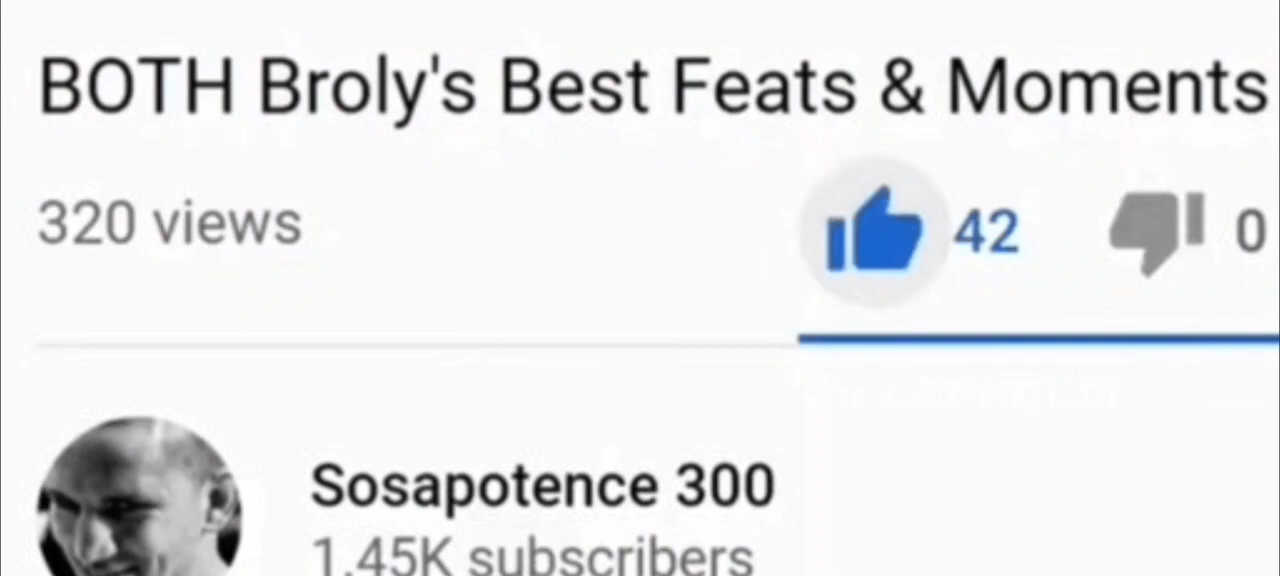 BOTH Broly's Best Feats & Moments
320 views
42
0
Sosapotence 300
1.45K subscribers